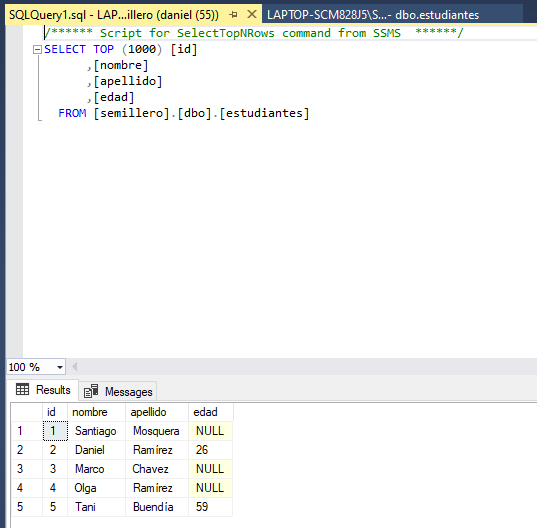 SQLQuery1.sql - LAP...illero (daniel (55)) LAPTOP-SCM828J5\S...- dbo.estudiantes
/****** Script for SelectTopNRows command from SSMS  ******/
SELECT TOP (1000) [id]
,[nombre]
,[apellido]
,[edad]
FROM [semillero].[dbo].[estudiantes]
100 %
Results Messages
id nombre apellido edad
1 1 Santiago Mosquera NULL
2 2 Daniel Ramírez 26
3 3 Marco Chavez NULL
4 4 Olga Ramírez NULL
5 5 Tani Buendía 59